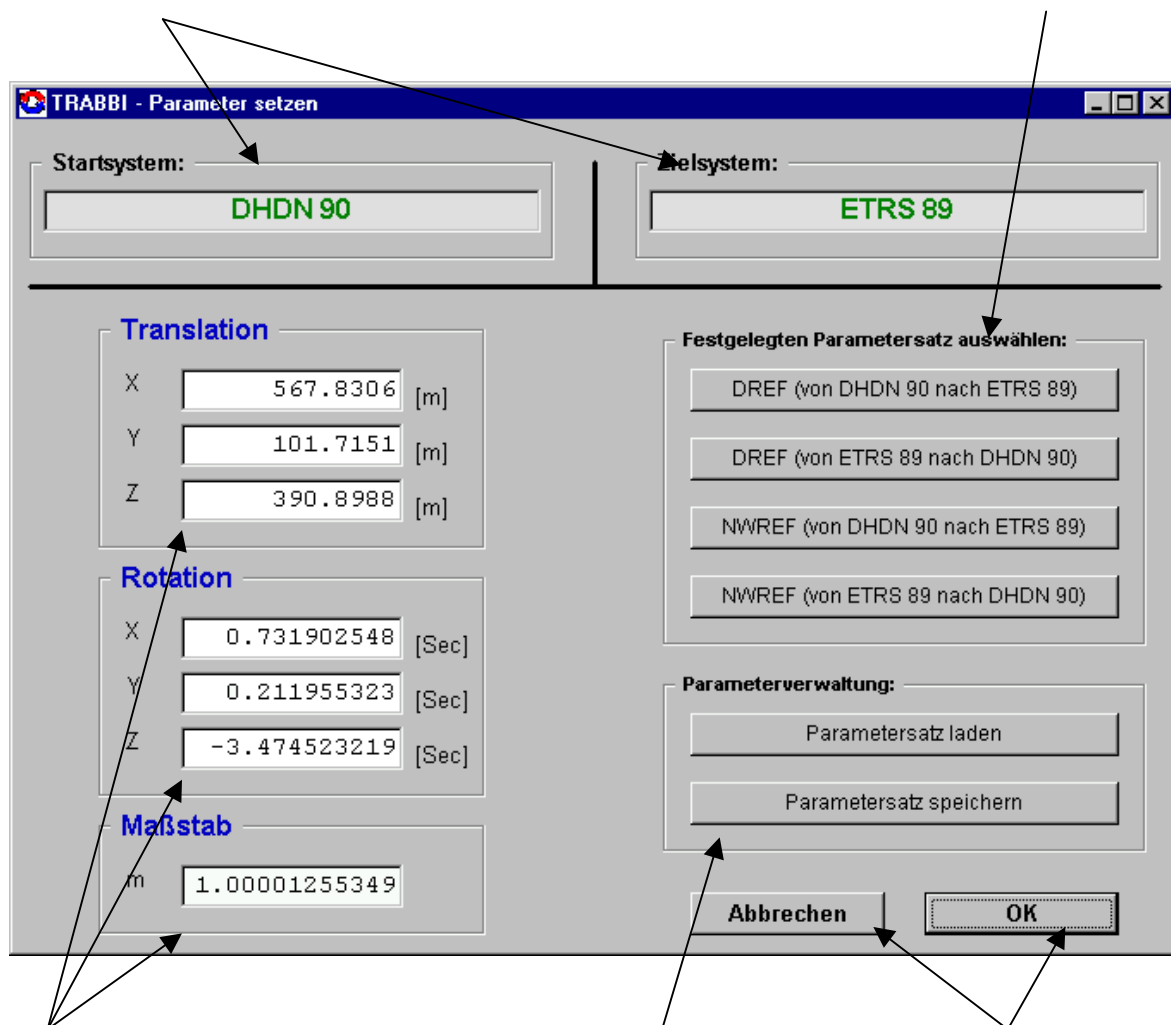 TRABBI - Parameter setzen
Startsystem:
DHDN 90
Zielsystem:
ETRS 89
Translation
X 567.8306 [m]
Y 101.7151 [m]
Z 390.8988 [m]
Rotation
X 0.731902548 [Sec]
Y 0.211955323 [Sec]
Z -3.474523219 [Sec]
Maßstab
m 1.00001255349
Festgelegten Parametersatz auswählen:
DREF (von DHDN 90 nach ETRS 89)
DREF (von ETRS 89 nach DHDN 90)
NWREF (von DHDN 90 nach ETRS 89)
NWREF (von ETRS 89 nach DHDN 90)
Parameterverwaltung:
Parametersatz laden
Parametersatz speichern
Abbrechen
OK